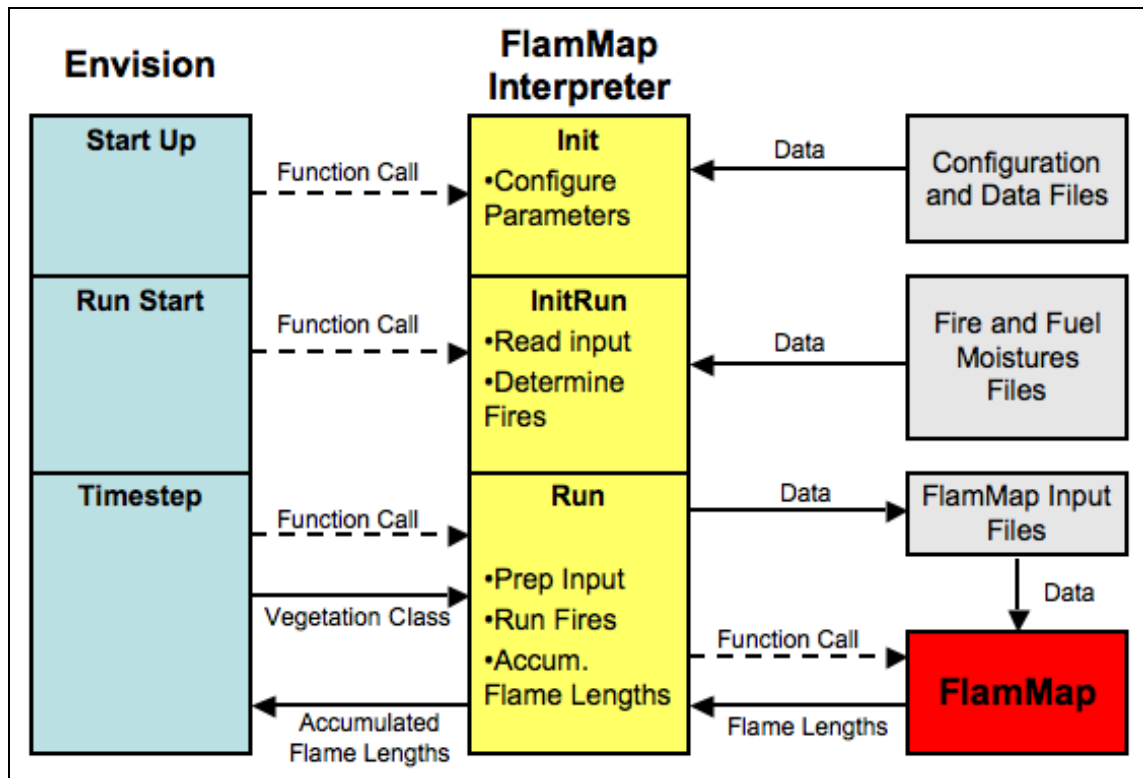 Envision
FlamMap
Interpreter
Start Up
Function Call
Init
•Configure
Parameters
Data
Configuration
and Data Files
Run Start
Function Call
InitRun
•Read input
•Determine
Fires
Data
Fire and Fuel
Moistures
Files
Timestep
Function Call
Vegetation Class
Accumulated
Flame Lengths
Run
•Prep Input
•Run Fires
•Accum.
Flame Lengths
Data
FlamMap Input
Files
Data
Function Call
Flame Lengths
FlamMap